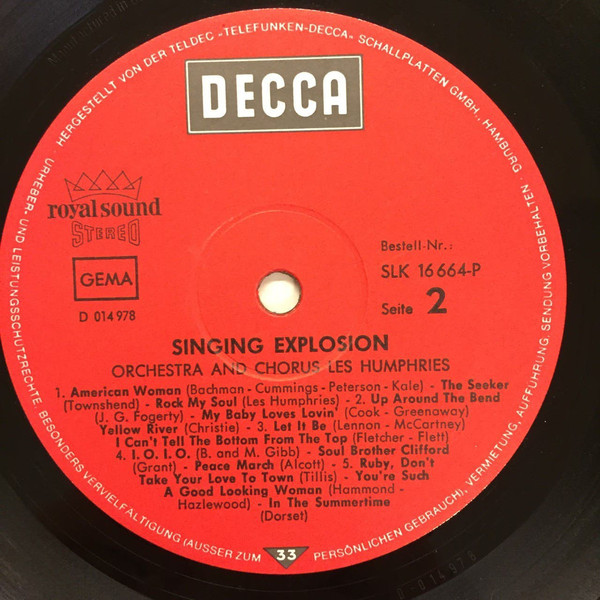 HERGESTELLT VON DER TELDEC »TELEFUNKEN-DECCA« SCHALLPLATTEN GMBH., HAMBURG ·
URHEBER- UND LEISTUNGSSCHUTZRECHTE, BESONDERS VERVIELFÄLTIGUNG (AUSSER ZUM PERSÖNLICHEN GEBRAUCH), VERMIETUNG, AUFFÜHRUNG, SENDUNG VORBEHALTEN ·
DECCA
royal sound
STEREO
GEMA
D 014 978
Bestell-Nr.:
SLK 16 664-P
Seite 2
SINGING EXPLOSION
ORCHESTRA AND CHORUS LES HUMPHRIES
1. American Woman (Bachman - Cummings - Peterson - Kale) - The Seeker
(Townshend) - Rock My Soul (Les Humphries) - 2. Up Around The Bend
(J. G. Fogerty) - My Baby Loves Lovin' (Cook - Greenaway)
Yellow River (Christie) - 3. Let It Be (Lennon - McCartney)
I Can't Tell The Bottom From The Top (Fletcher - Flett)
4. I. O. I. O. (B. and M. Gibb) - Soul Brother Clifford
(Grant) - Peace March (Alcott) - 5. Ruby, Don't
Take Your Love To Town (Tillis) - You're Such
A Good Looking Woman (Hammond -
Hazlewood) - In The Summertime
(Dorset)
33